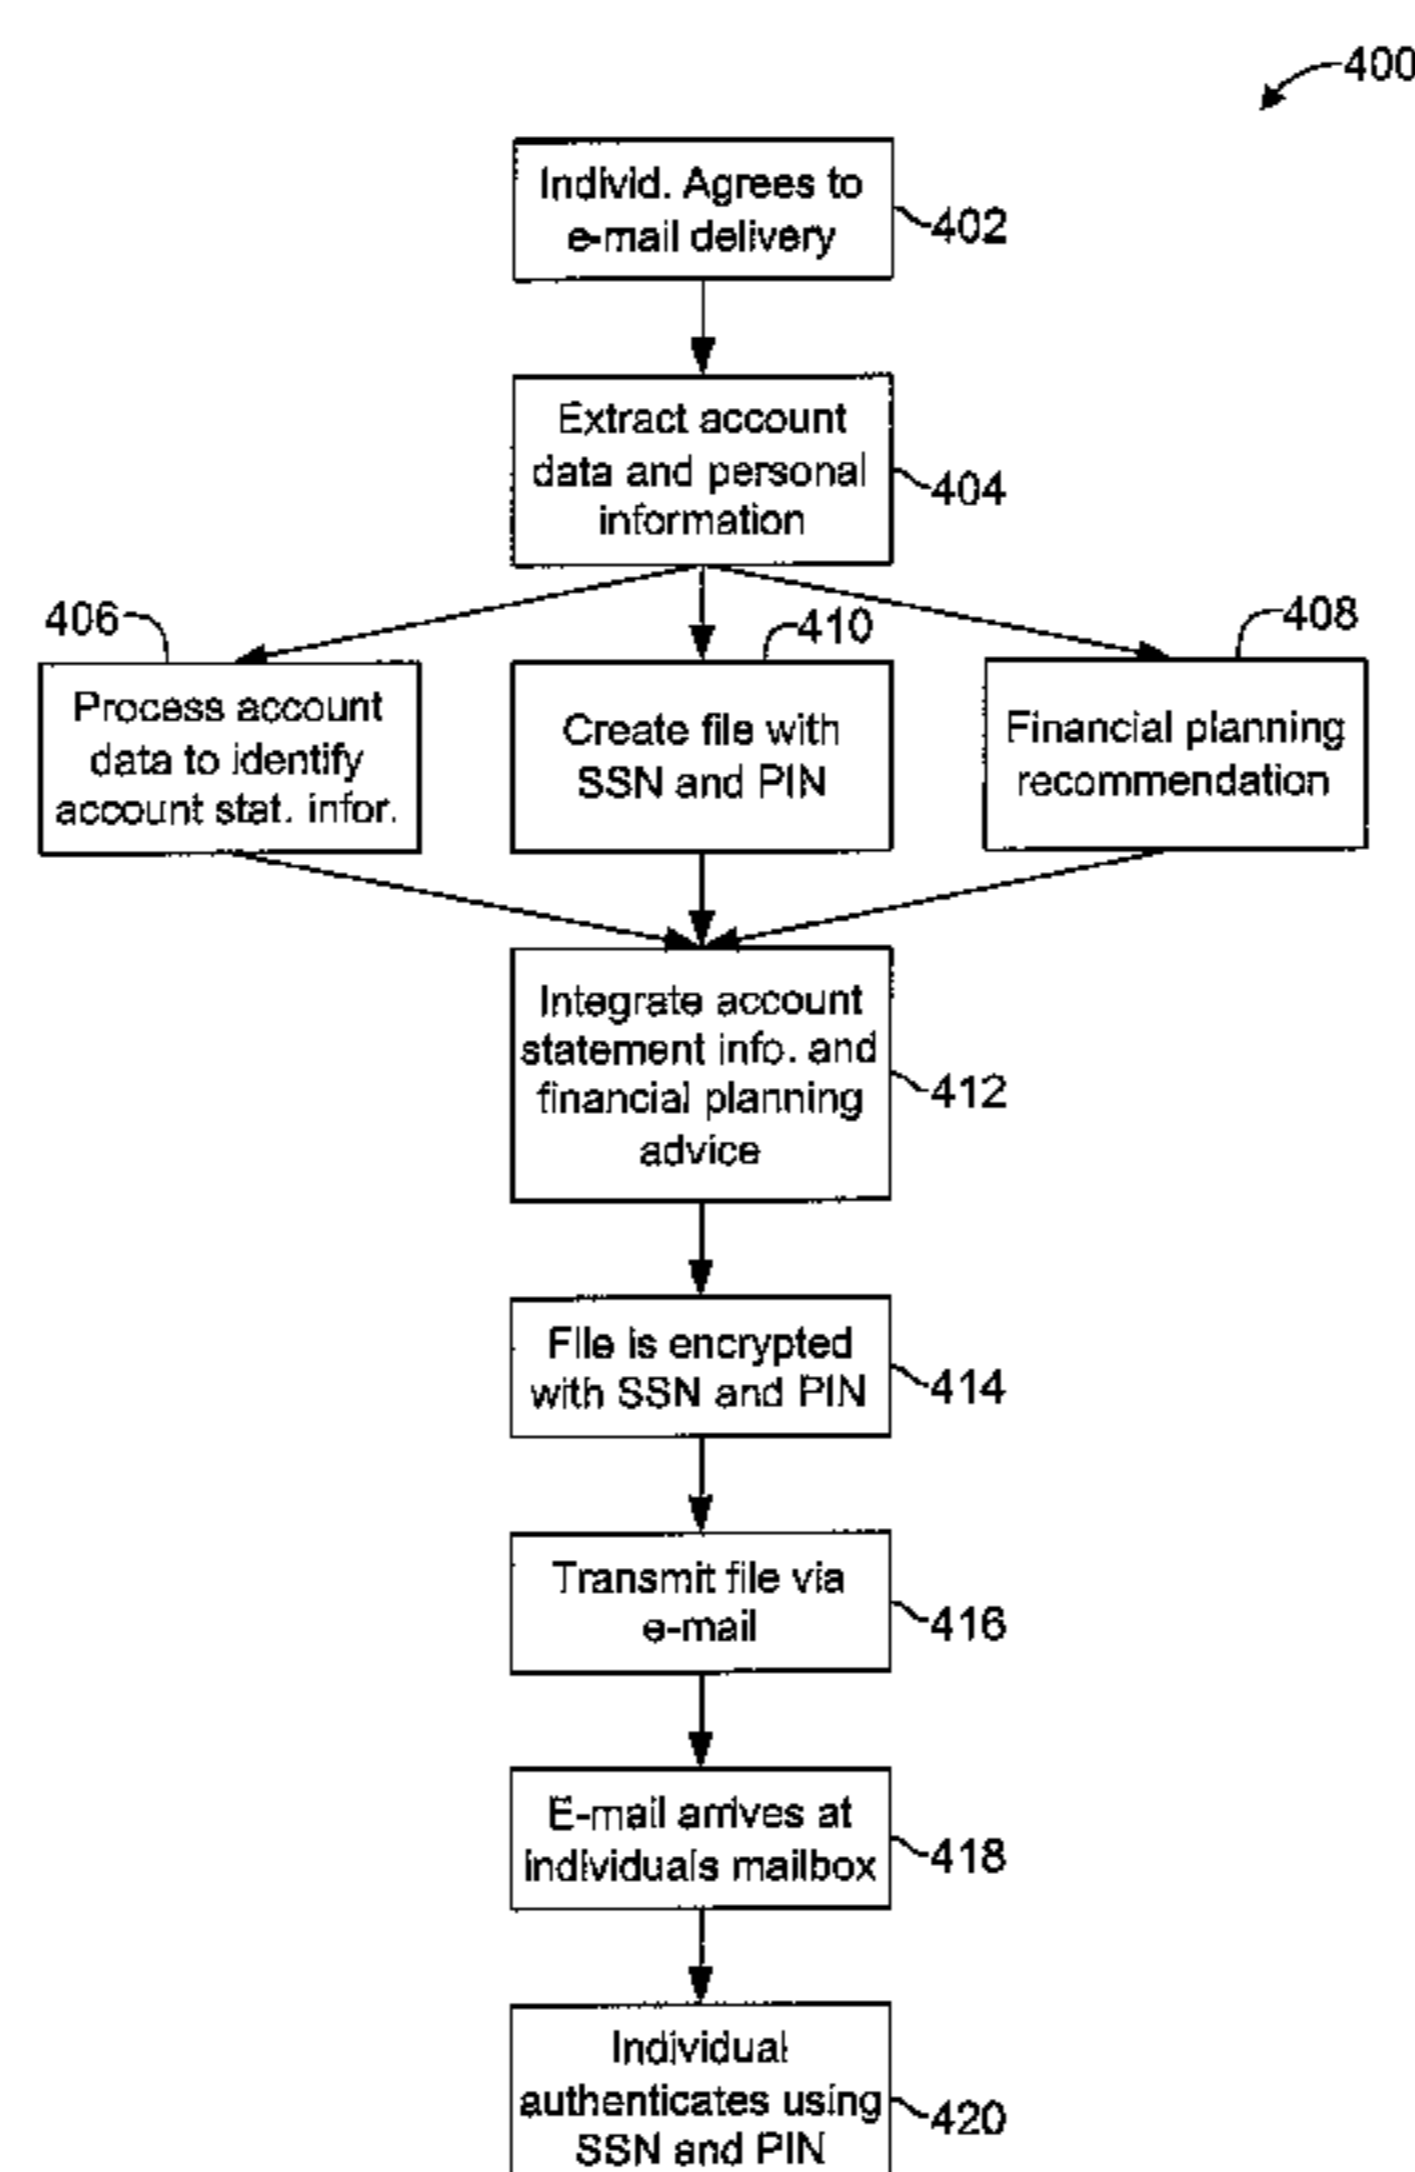 400
Individ. Agrees to
e-mail delivery
402
Extract account
data and personal
information
404
406
Process account
data to identify
account stat. infor.
410
Create file with
SSN and PIN
408
Financial planning
recommendation
Integrate account
statement info. and
financial planning
advice
412
File is encrypted
with SSN and PIN
414
Transmit file via
e-mail
416
E-mail arrives at
individuals mailbox
418
Individual
authenticates using
SSN and PIN
420